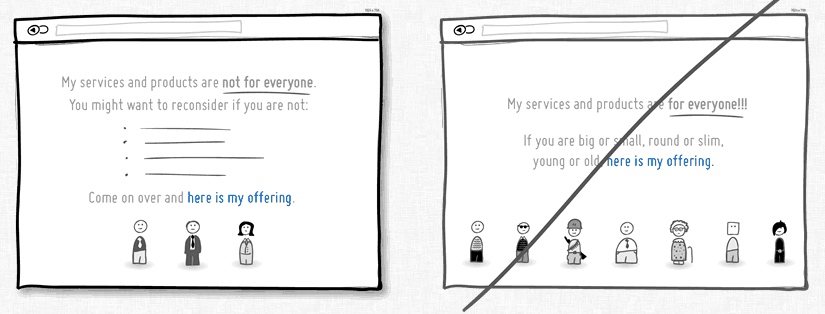 My services and products are not for everyone.
You might want to reconsider if you are not:
Come on over and here is my offering.
My services and products are for everyone!!!
If you are big or small, round or slim,
young or old, here is my offering.